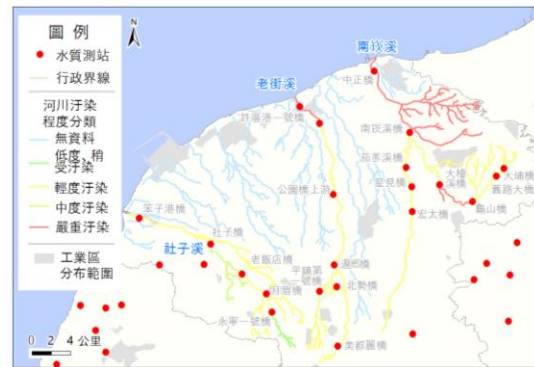 圖 例
水質測站
行政界線
河川汙染
程度分類
無資料
低度、稍
受汙染
輕度汙染
中度汙染
嚴重汙染
工業區
分布範圍
0 2 4 公里
N
南崁溪
中正橋
老街溪
許厝港一號橋
南崁溪橋
大檜
溪橋
大埔橋
舊路大橋
龜山橋
宏太橋
公園橋上游
笨子港橋
社子橋
社子溪
老飯店橋
月眉橋
平鎮第
一號橋
北勢橋
永寧一號橋
美都麗橋